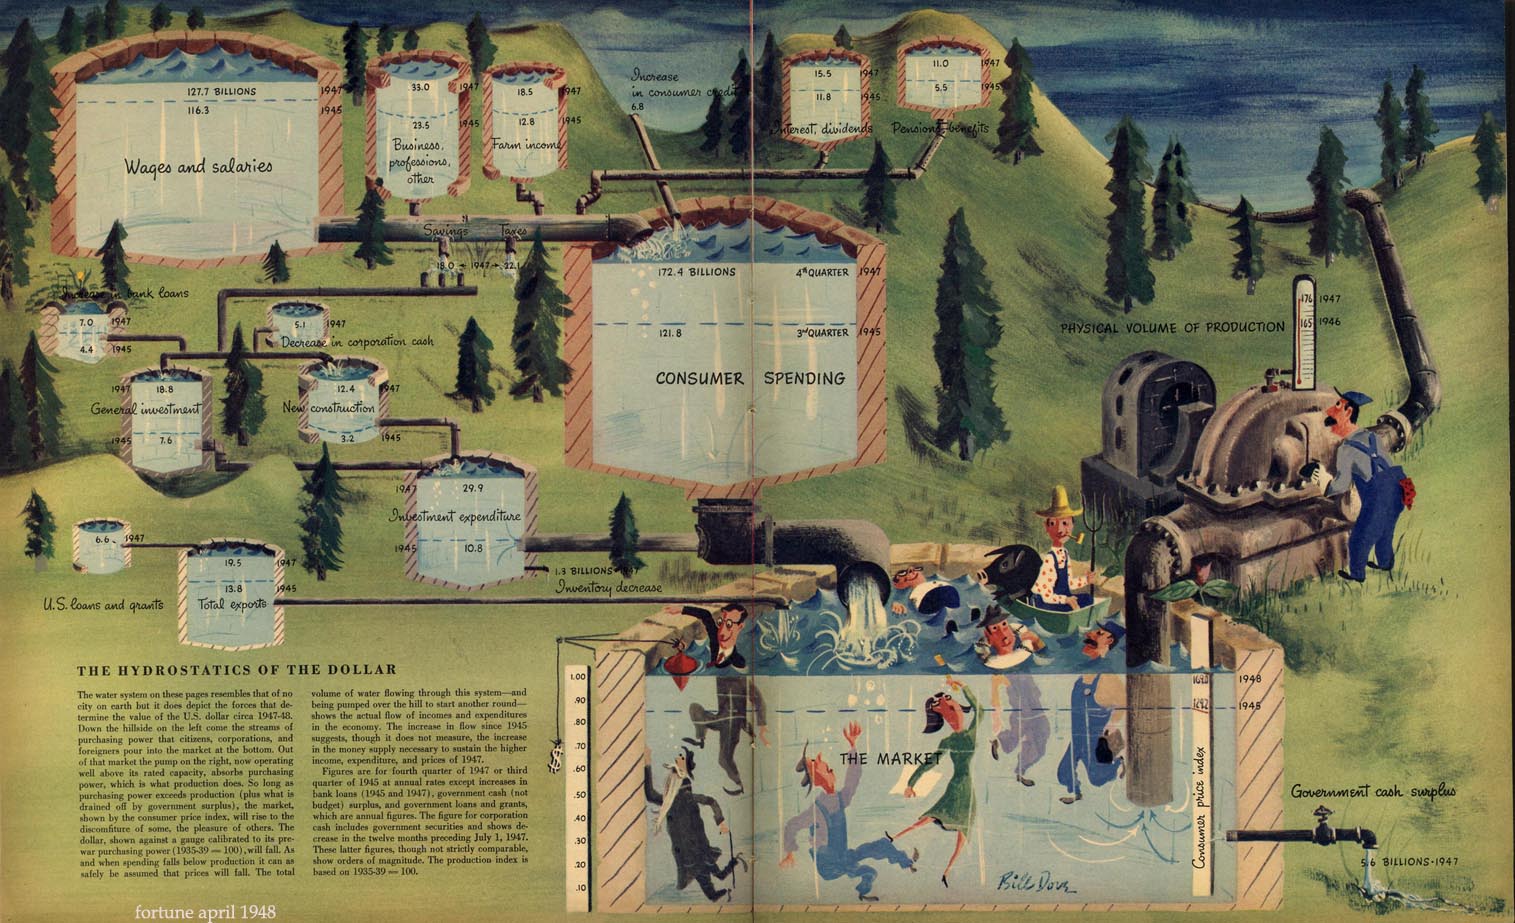 127.7 BILLIONS
1947
116.3
1945
Wages and salaries
33.0
1947
23.5
1945
Business,
professions,
other
18.5
1947
12.8
1945
Farm income
Increase
in consumer credit
6.8
15.5
1947
11.8
1945
Interest, dividends
11.0
1947
5.5
1945
Pensions benefits
Savings
Taxes
18.0 ← 1947 → 22.1
172.4 BILLIONS
4th QUARTER
1947
121.8
3rd QUARTER
1945
CONSUMER SPENDING
PHYSICAL VOLUME OF PRODUCTION
176
1947
165
1946
Increase in bank loans
7.0
1947
4.4
1945
5.1
1947
Decrease in corporation cash
1947
18.8
General investment
1945
7.6
12.4
1947
New construction
3.2
1945
1947
29.9
Investment expenditure
1945
10.8
1.3 BILLIONS-1947
Inventory decrease
6.6
1947
U.S. loans and grants
19.5
1947
13.8
1945
Total exports
THE HYDROSTATICS OF THE DOLLAR
The water system on these pages resembles that of no
city on earth but it does depict the forces that de-
termine the value of the U.S. dollar circa 1947-48.
Down the hillside on the left come the streams of
purchasing power that citizens, corporations, and
foreigners pour into the market at the bottom. Out
of that market the pump on the right, now operating
well above its rated capacity, absorbs purchasing
power, which is what production does. So long as
purchasing power exceeds production (plus what is
drained off by government surplus), the market,
shown by the consumer price index, will rise to the
discomfiture of some, the pleasure of others. The
dollar, shown against a gauge calibrated to its pre-
war purchasing power (1935-39 = 100), will fall. As
and when spending falls below production it can as
safely be assumed that prices will fall. The total
volume of water flowing through this system—and
being pumped over the hill to start another round—
shows the actual flow of incomes and expenditures
in the economy. The increase in flow since 1945
suggests, though it does not measure, the increase
in the money supply necessary to sustain the higher
income, expenditure, and prices of 1947.
Figures are for fourth quarter of 1947 or third
quarter of 1945 at annual rates except increases in
bank loans (1945 and 1947), government cash (not
budget) surplus, and government loans and grants,
which are annual figures. The figure for corporation
cash includes government securities and shows de-
crease in the twelve months preceding July 1, 1947.
These latter figures, though not strictly comparable,
show orders of magnitude. The production index is
based on 1935-39 = 100.
1.00
.90
.80
.70
.60
.50
.40
.30
.20
.10
$
THE MARKET
1948
1945
Consumer price index
Government cash surplus
5.6 BILLIONS-1947
fortune april 1948